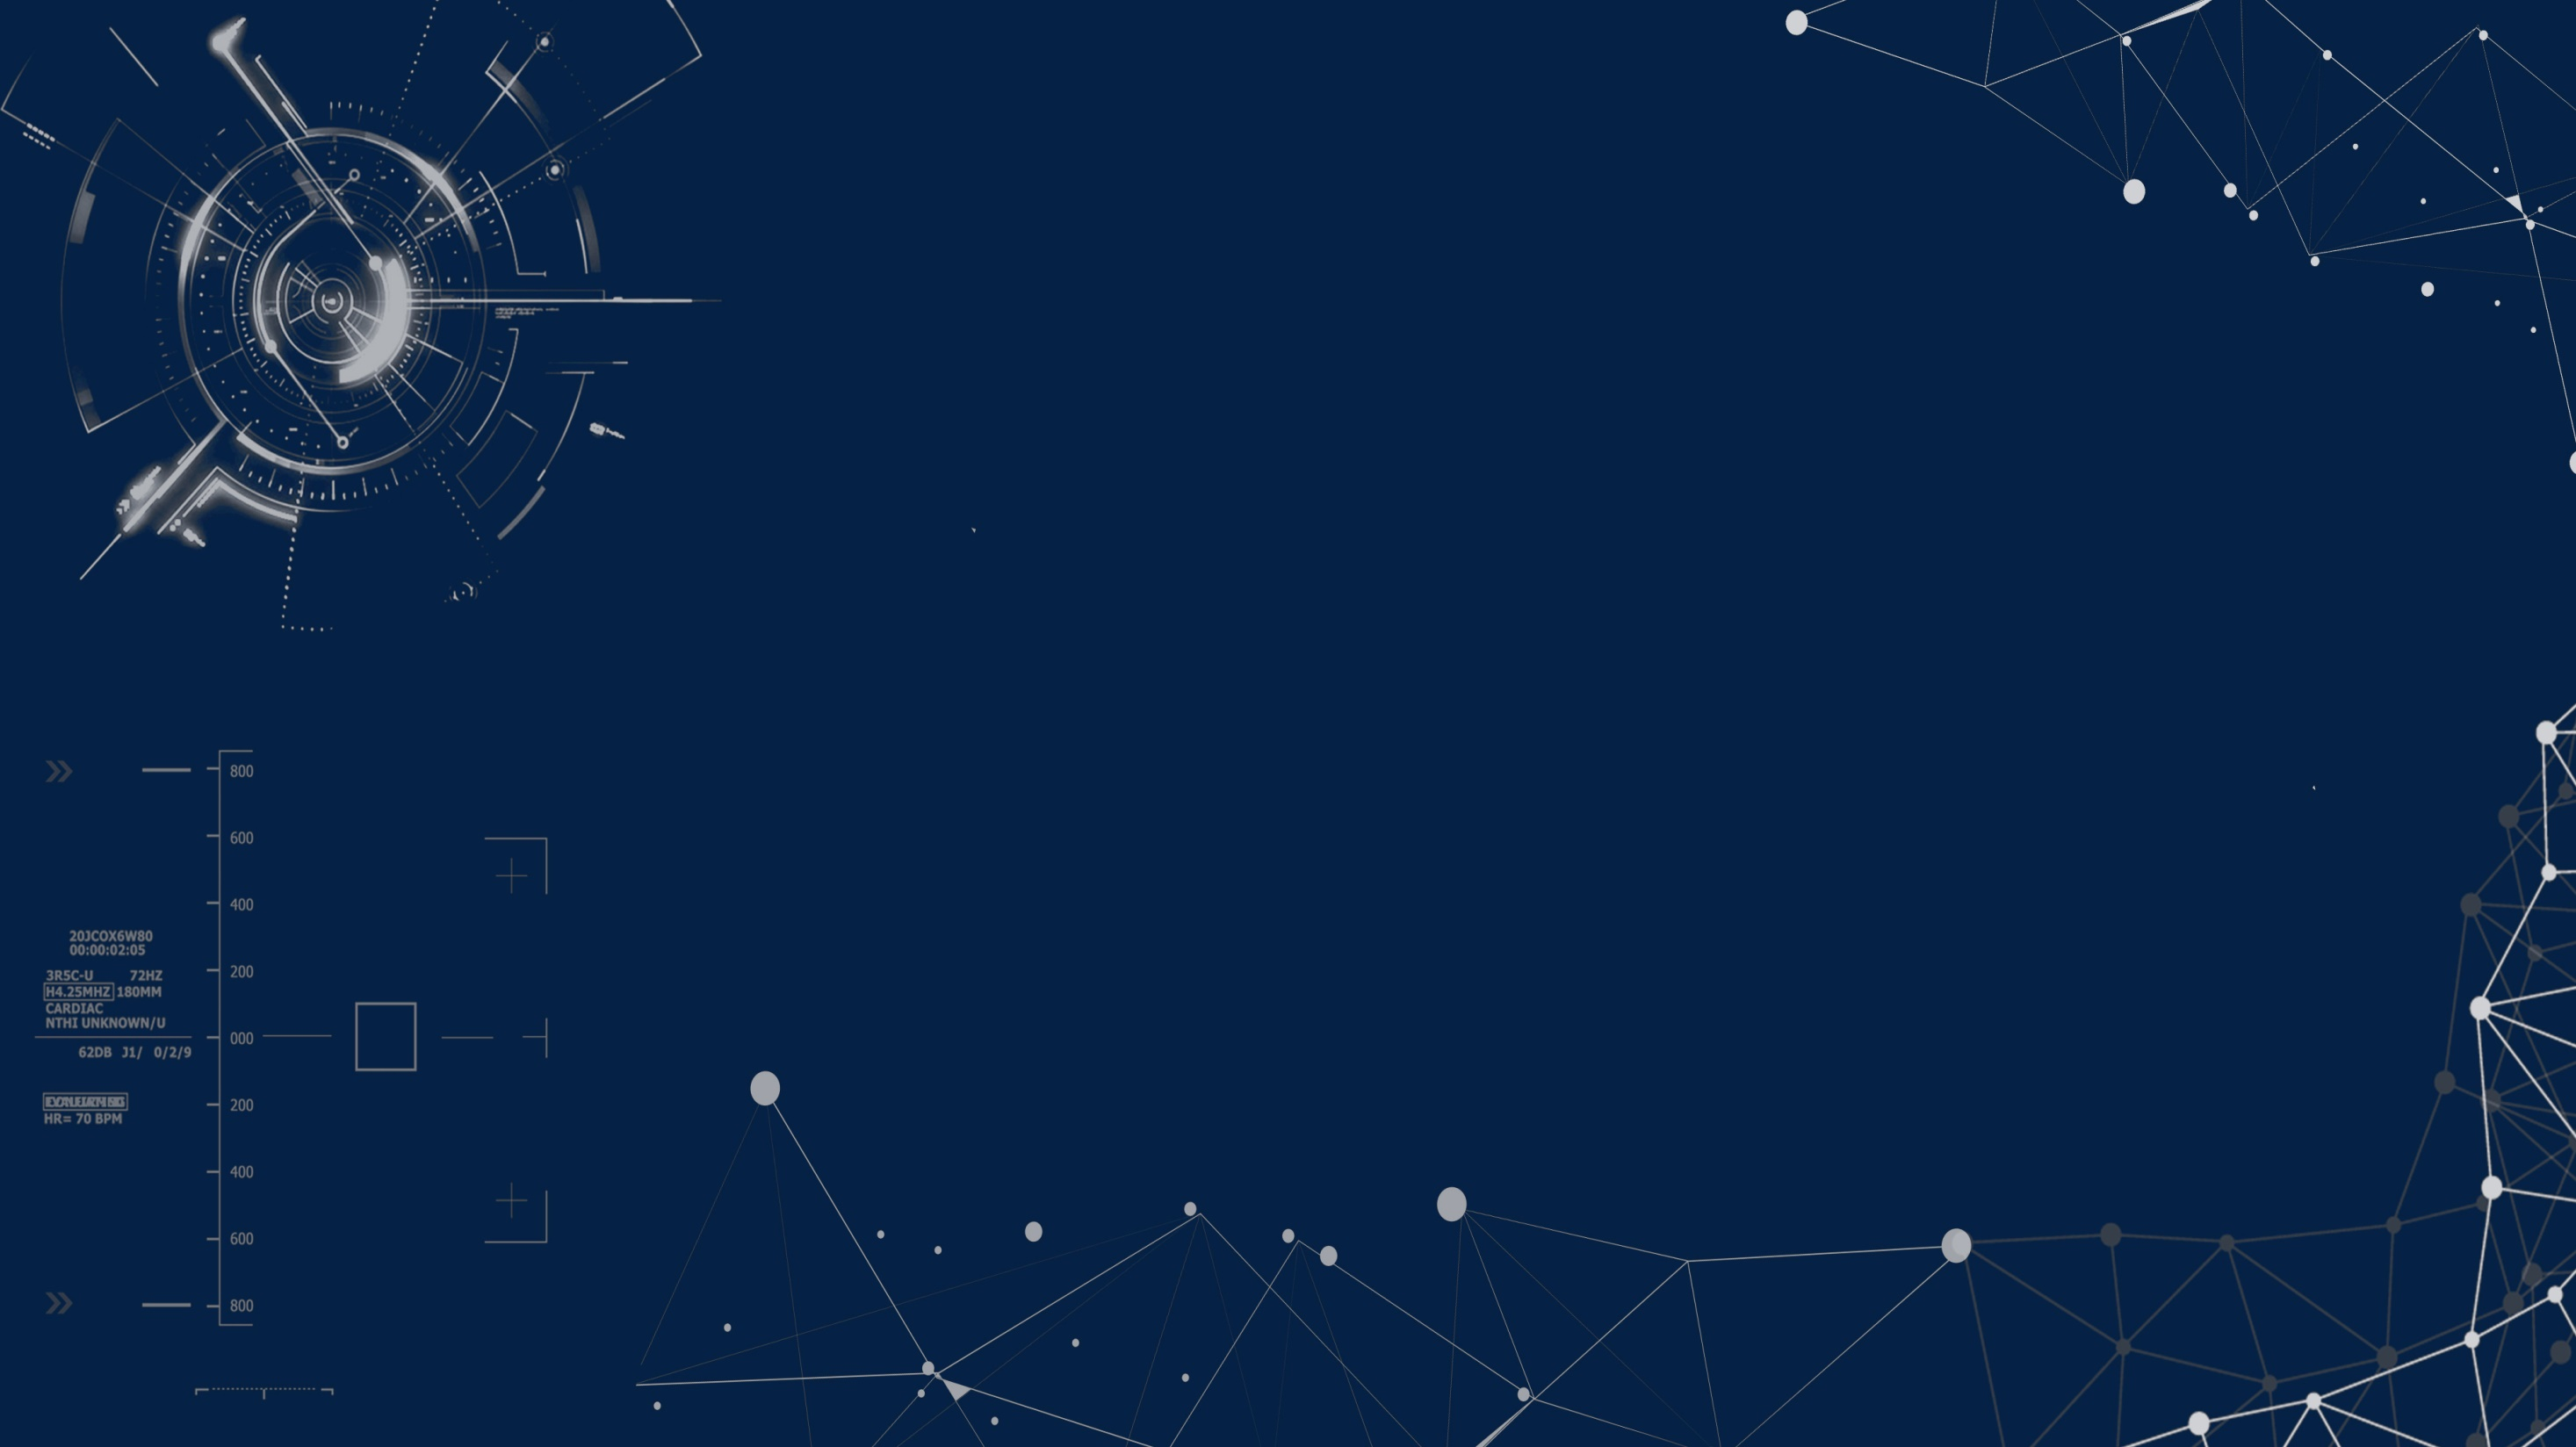 800
600
400
20JCOX6W80
00:00:02:05
200
3R5C-U 72HZ
H4.25MHZ 180MM
CARDIAC
NTHI UNKNOWN/U
000
62DB J1/ 0/2/9
200
HR= 70 BPM
400
600
800